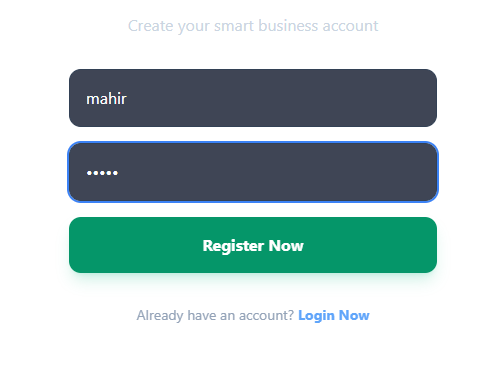 Create your smart business account
mahir
•••••
Register Now
Already have an account? Login Now